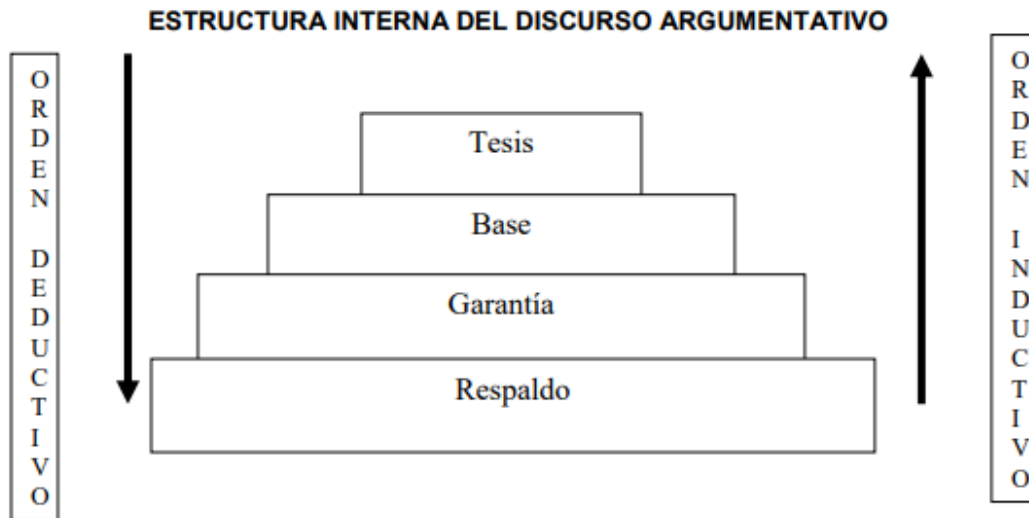 ESTRUCTURA INTERNA DEL DISCURSO ARGUMENTATIVO
ORDEN DEDUCTIVO
Tesis
Base
Garantía
Respaldo
ORDEN INDUCTIVO